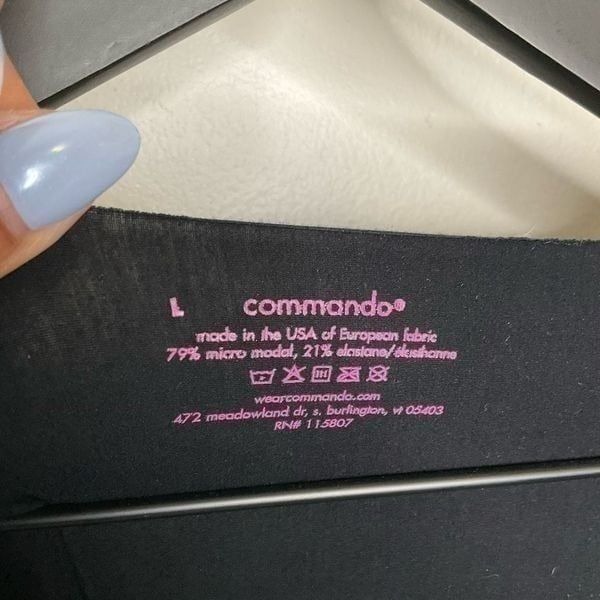 L commando®
made in the USA of European fabric
79% micro modal, 21% elastane/élasthanne
wearcommando.com
472 meadowland dr, s. burlington, vt 05403
RN# 115807